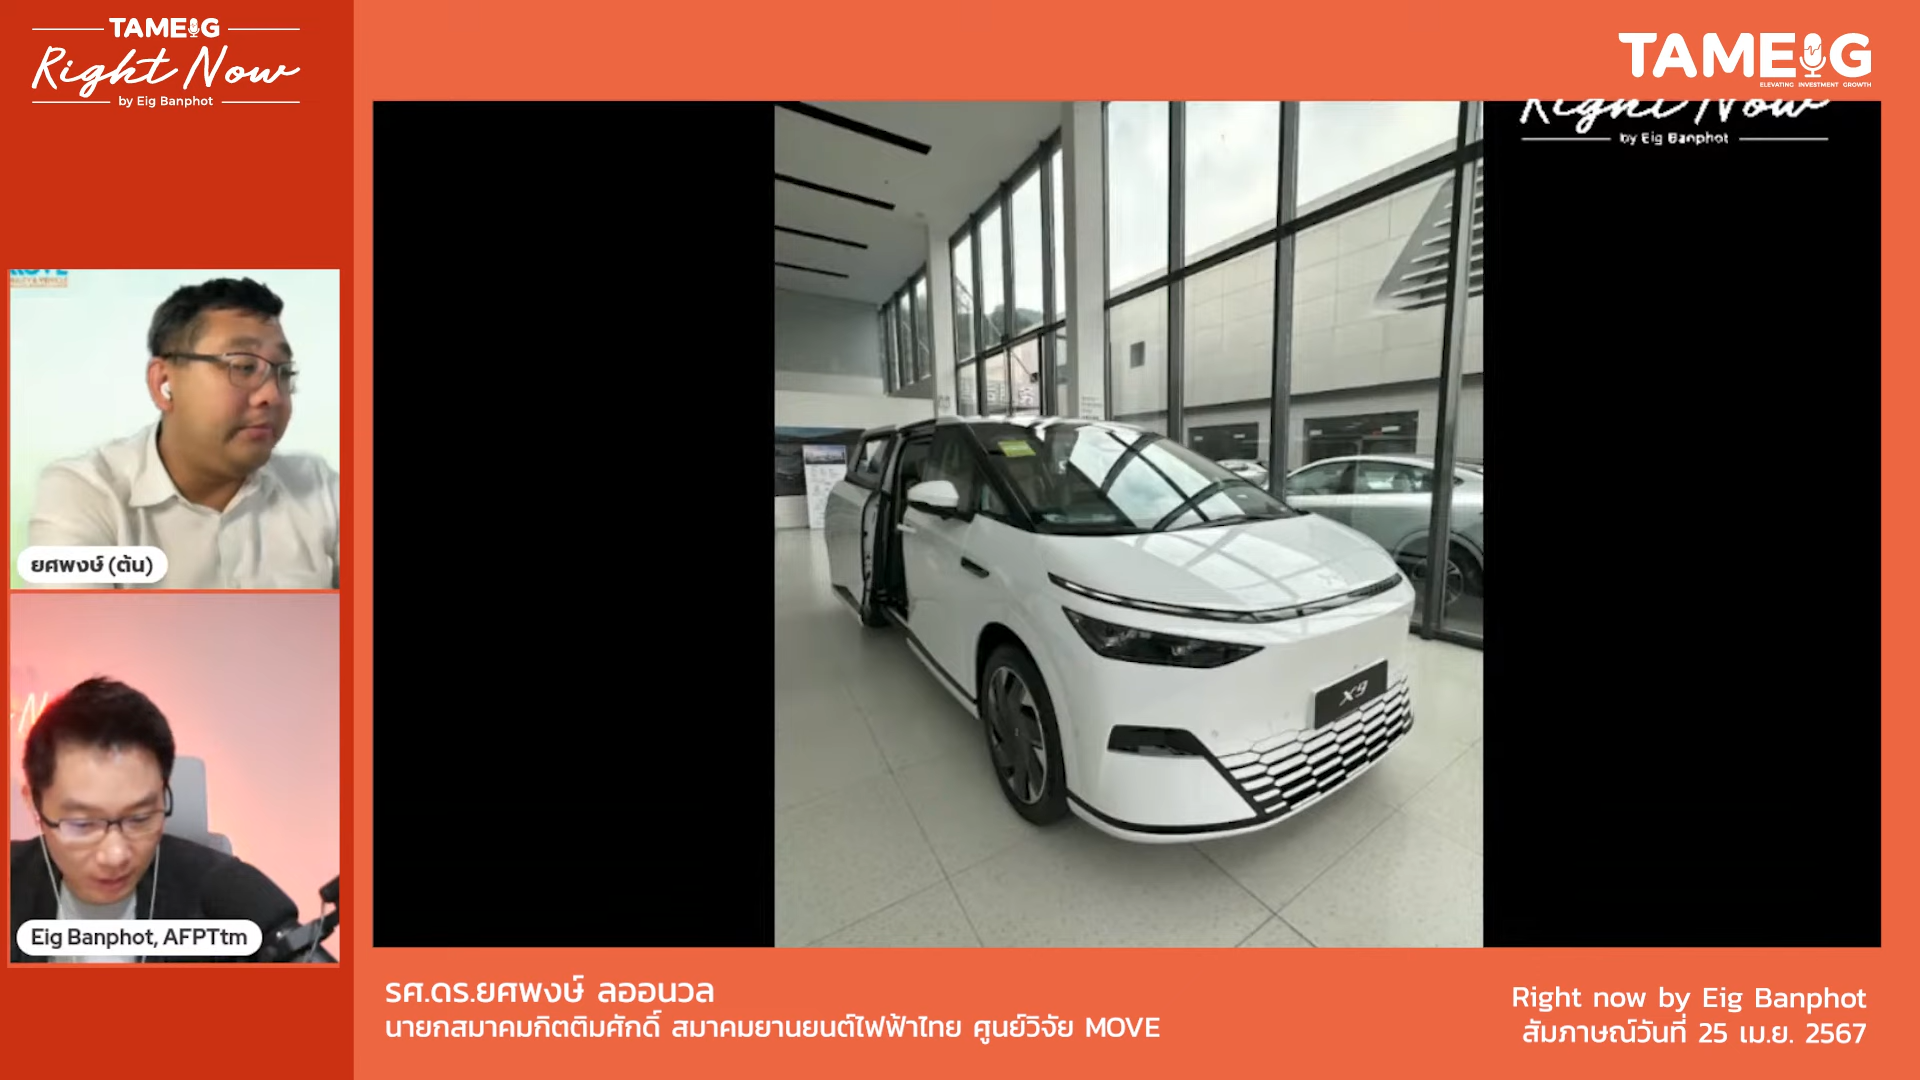 TAMEIG
Right Now
by Eig Banphot
TAMEIG
ELEVATING INVESTMENT GROWTH
Right Now
by Eig Banphot
MOVE
X9
ยศพงษ์ (ต้น)
Eig Banphot, AFPTtm
รศ.ดร.ยศพงษ์ ลออนวล
นายกสมาคมกิตติมศักดิ์ สมาคมยานยนต์ไฟฟ้าไทย ศูนย์วิจัย MOVE
Right now by Eig Banphot
สัมภาษณ์วันที่ 25 เม.ย. 2567